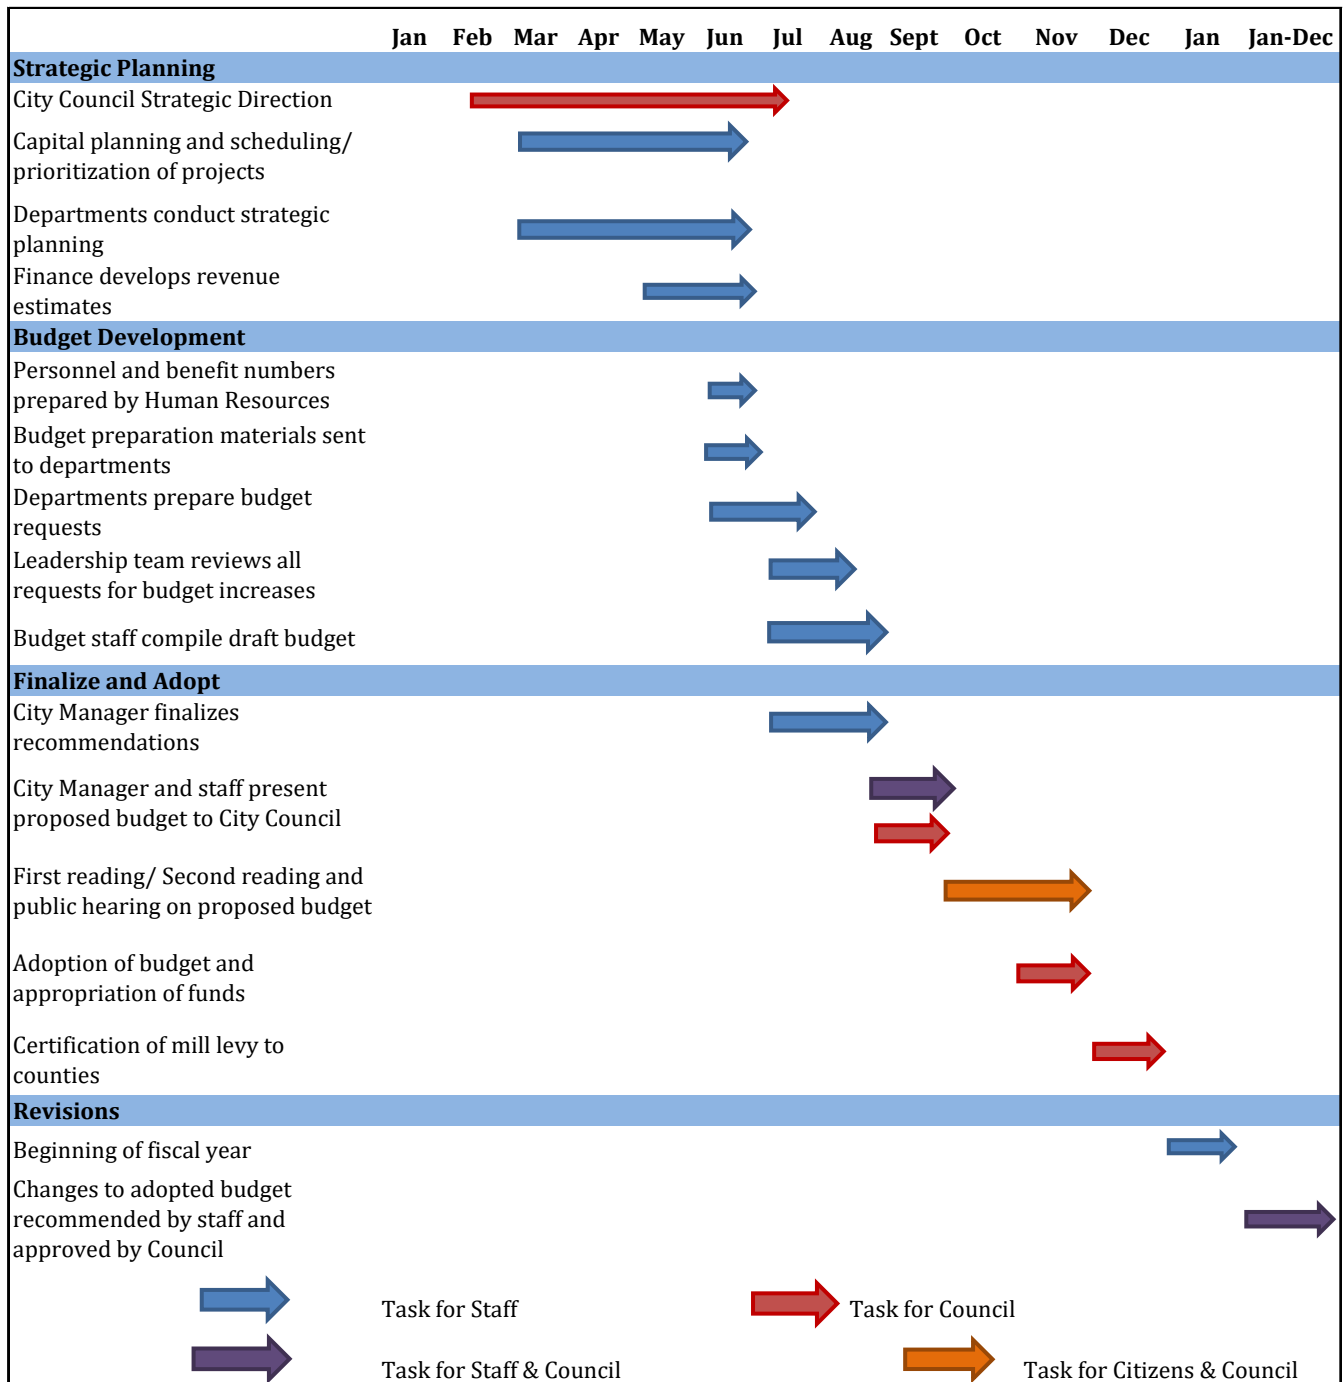 Jan Feb Mar Apr May Jun Jul Aug Sept Oct Nov Dec Jan Jan-Dec
Strategic Planning
City Council Strategic Direction
Capital planning and scheduling/
prioritization of projects
Departments conduct strategic
planning
Finance develops revenue
estimates
Budget Development
Personnel and benefit numbers
prepared by Human Resources
Budget preparation materials sent
to departments
Departments prepare budget
requests
Leadership team reviews all
requests for budget increases
Budget staff compile draft budget
Finalize and Adopt
City Manager finalizes
recommendations
City Manager and staff present
proposed budget to City Council
First reading/ Second reading and
public hearing on proposed budget
Adoption of budget and
appropriation of funds
Certification of mill levy to
counties
Revisions
Beginning of fiscal year
Changes to adopted budget
recommended by staff and
approved by Council
Task for Staff Task for Council
Task for Staff & Council Task for Citizens & Council